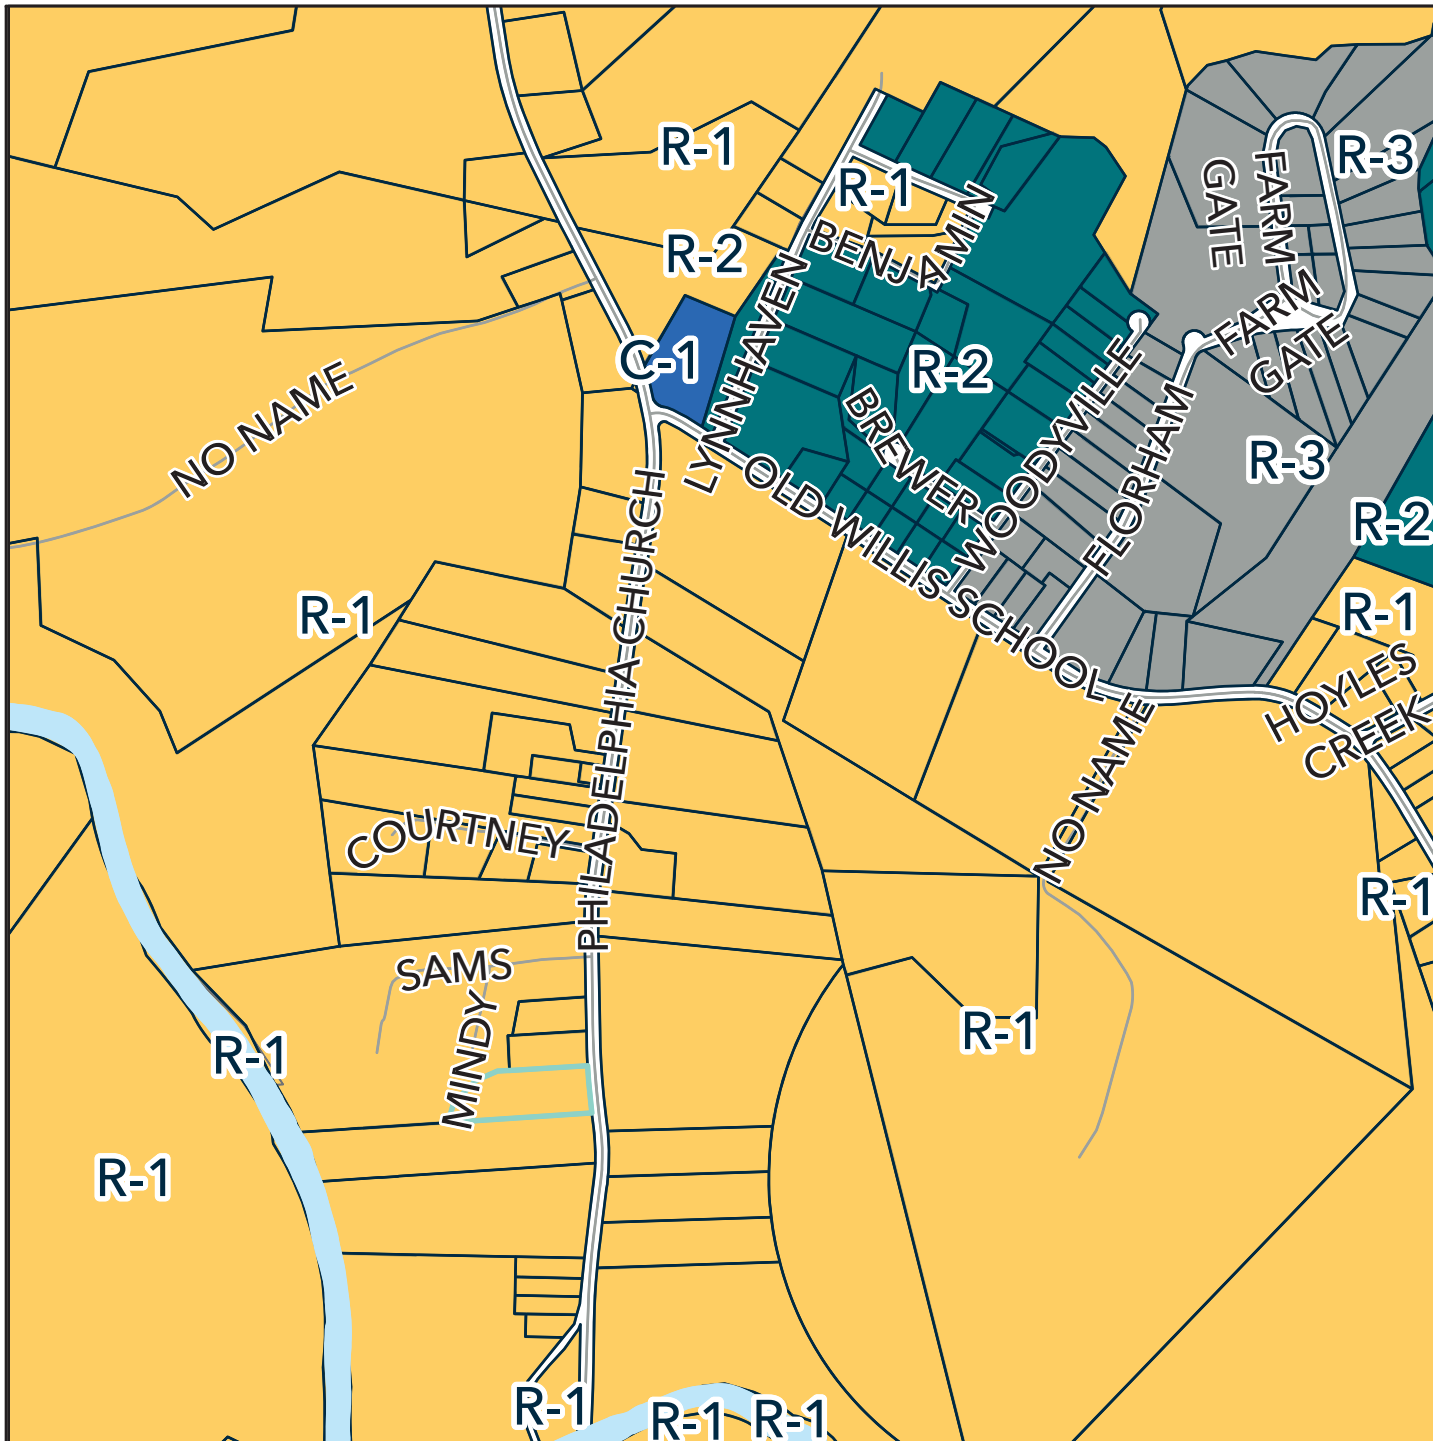 R-1
R-3
R-1
FARM
GATE
BENJAMIN
R-2
LYNNHAVEN
FARM
GATE
C-1
R-2
NO NAME
WOODYVILLE
FLORHAM
BREWER
R-3
OLD WILLIS SCHOOL
R-2
PHILADELPHIA CHURCH
R-1
R-1
HOYLES
CREEK
NO NAME
COURTNEY
R-1
SAMS
MINDY
R-1
R-1
R-1
R-1
R-1
R-1